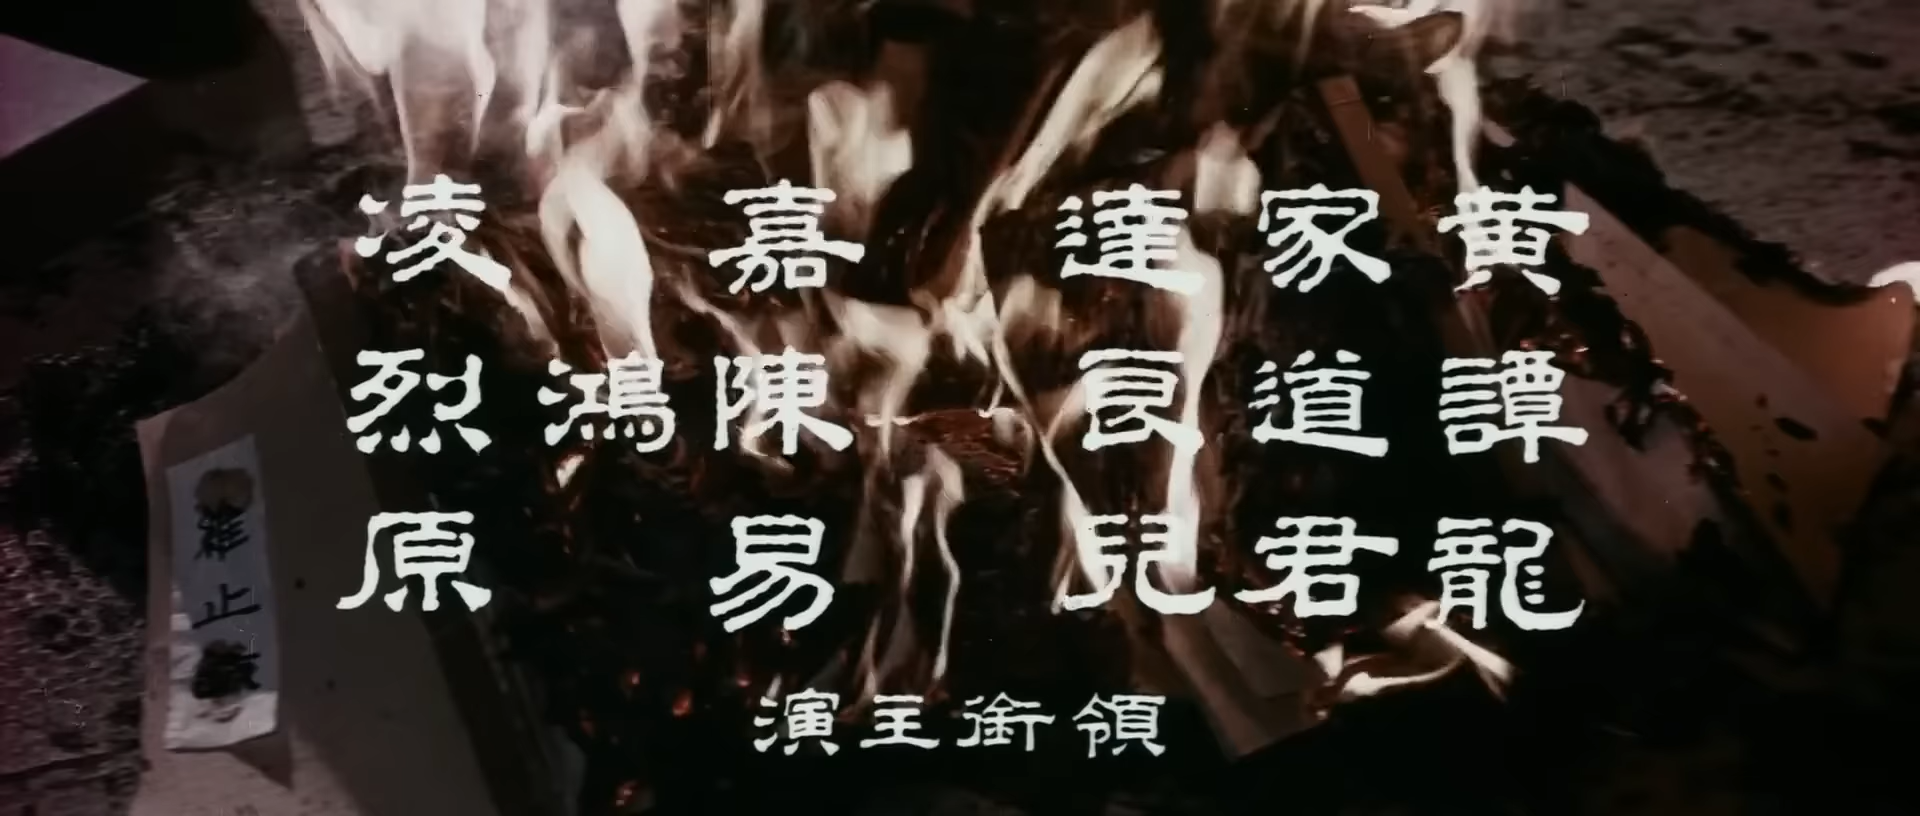 黄家達 嘉凌
譚道良 陳鴻烈
龍君兒 易原
領銜主演